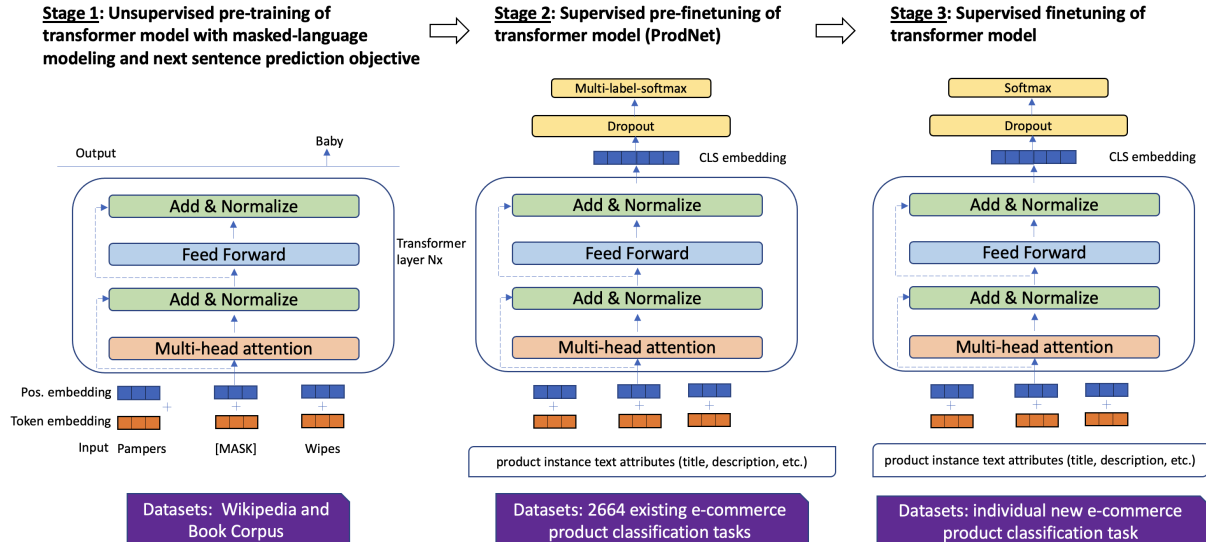 Stage 1: Unsupervised pre-training of
transformer model with masked-language
modeling and next sentence prediction objective
Output
Baby
Add & Normalize
Feed Forward
Add & Normalize
Multi-head attention
Transformer
layer Nx
Pos. embedding
+
+
+
Token embedding
Input
Pampers
[MASK]
Wipes
Datasets:  Wikipedia and
Book Corpus
Stage 2: Supervised pre-finetuning of
transformer model (ProdNet)
Multi-label-softmax
Dropout
CLS embedding
Add & Normalize
Feed Forward
Add & Normalize
Multi-head attention
+
+
+
product instance text attributes (title, description, etc.)
Datasets: 2664 existing e-commerce
product classification tasks
Stage 3: Supervised finetuning of
transformer model
Softmax
Dropout
CLS embedding
Add & Normalize
Feed Forward
Add & Normalize
Multi-head attention
+
+
+
product instance text attributes (title, description, etc.)
Datasets: individual new e-commerce
product classification task